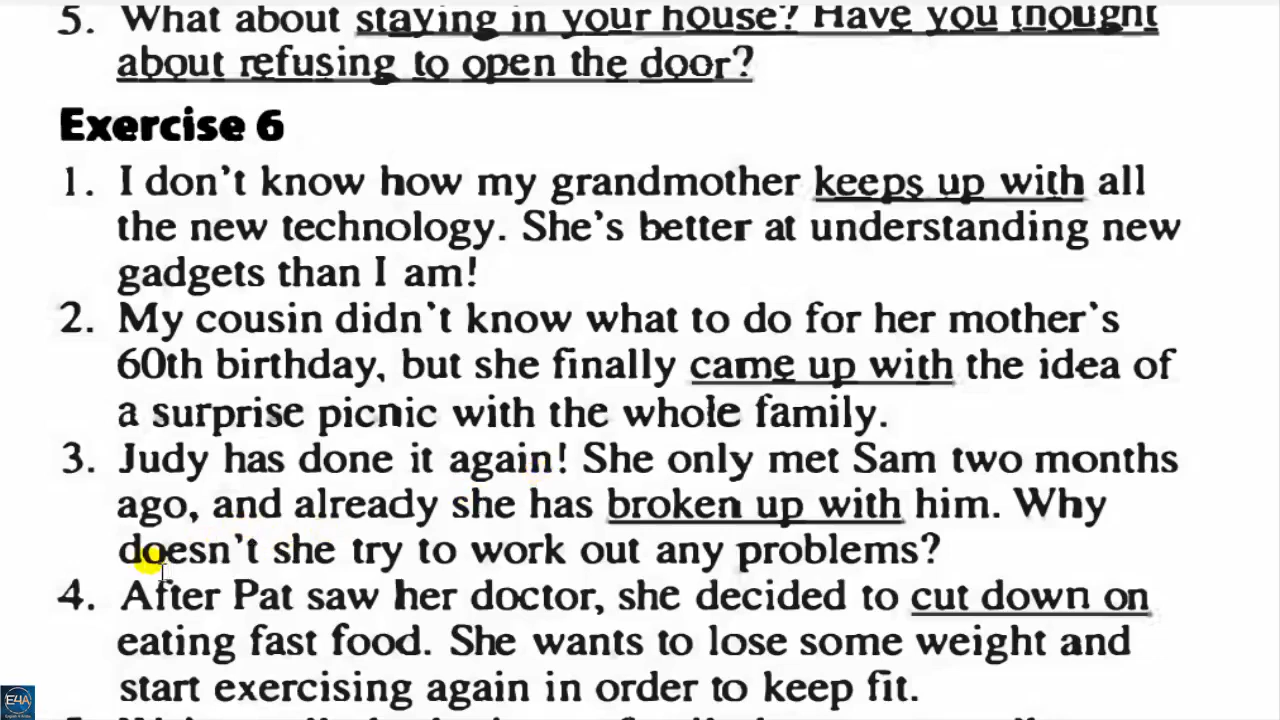 5. What about staying in your house? Have you thought
about refusing to open the door?
Exercise 6
1. I don't know how my grandmother keeps up with all
the new technology. She's better at understanding new
gadgets than I am!
2. My cousin didn't know what to do for her mother's
60th birthday, but she finally came up with the idea of
a surprise picnic with the whole family.
3. Judy has done it again! She only met Sam two months
ago, and already she has broken up with him. Why
doesn't she try to work out any problems?
4. After Pat saw her doctor, she decided to cut down on
eating fast food. She wants to lose some weight and
start exercising again in order to keep fit.
E4A